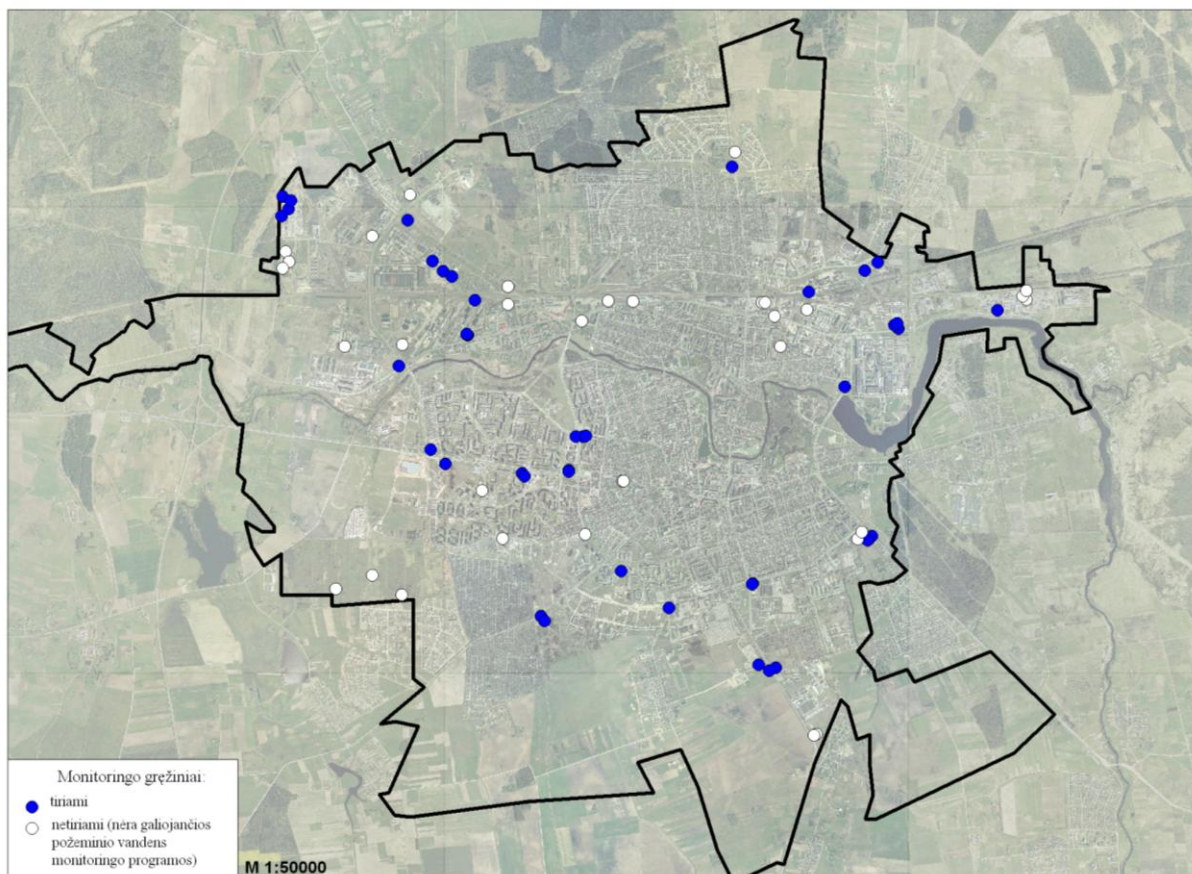 Monitoringo gręžiniai:
tiriami
netiriami (nėra galiojančios
požeminio vandens
monitoringo programos)
M 1:50000